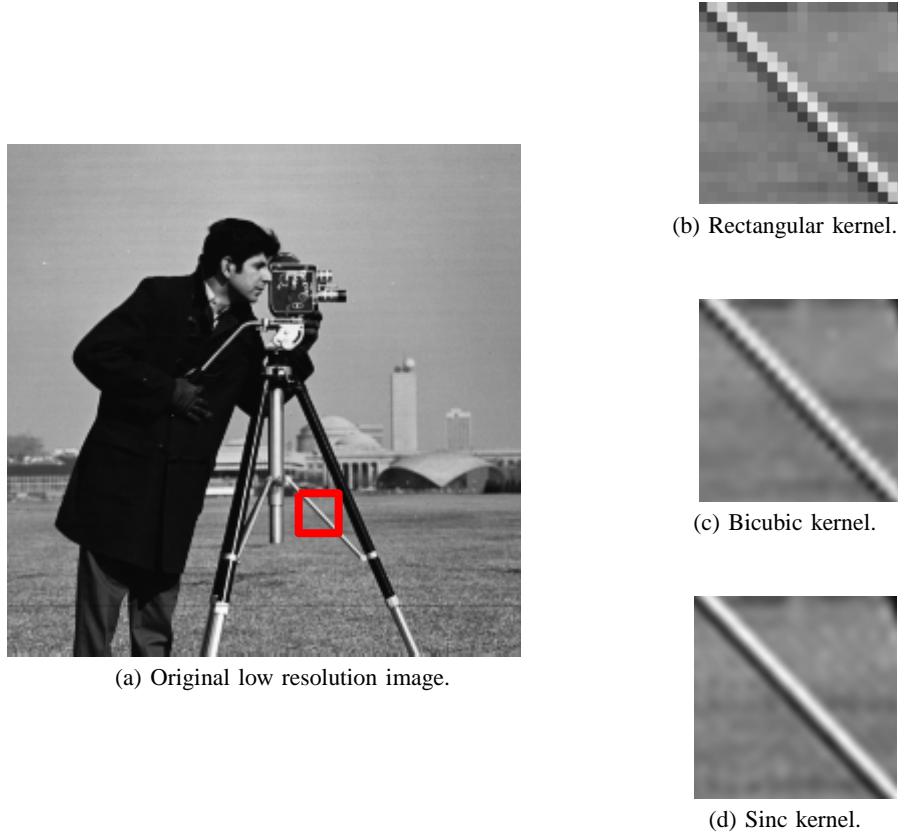 (b) Rectangular kernel.
(c) Bicubic kernel.
(a) Original low resolution image.
(d) Sinc kernel.